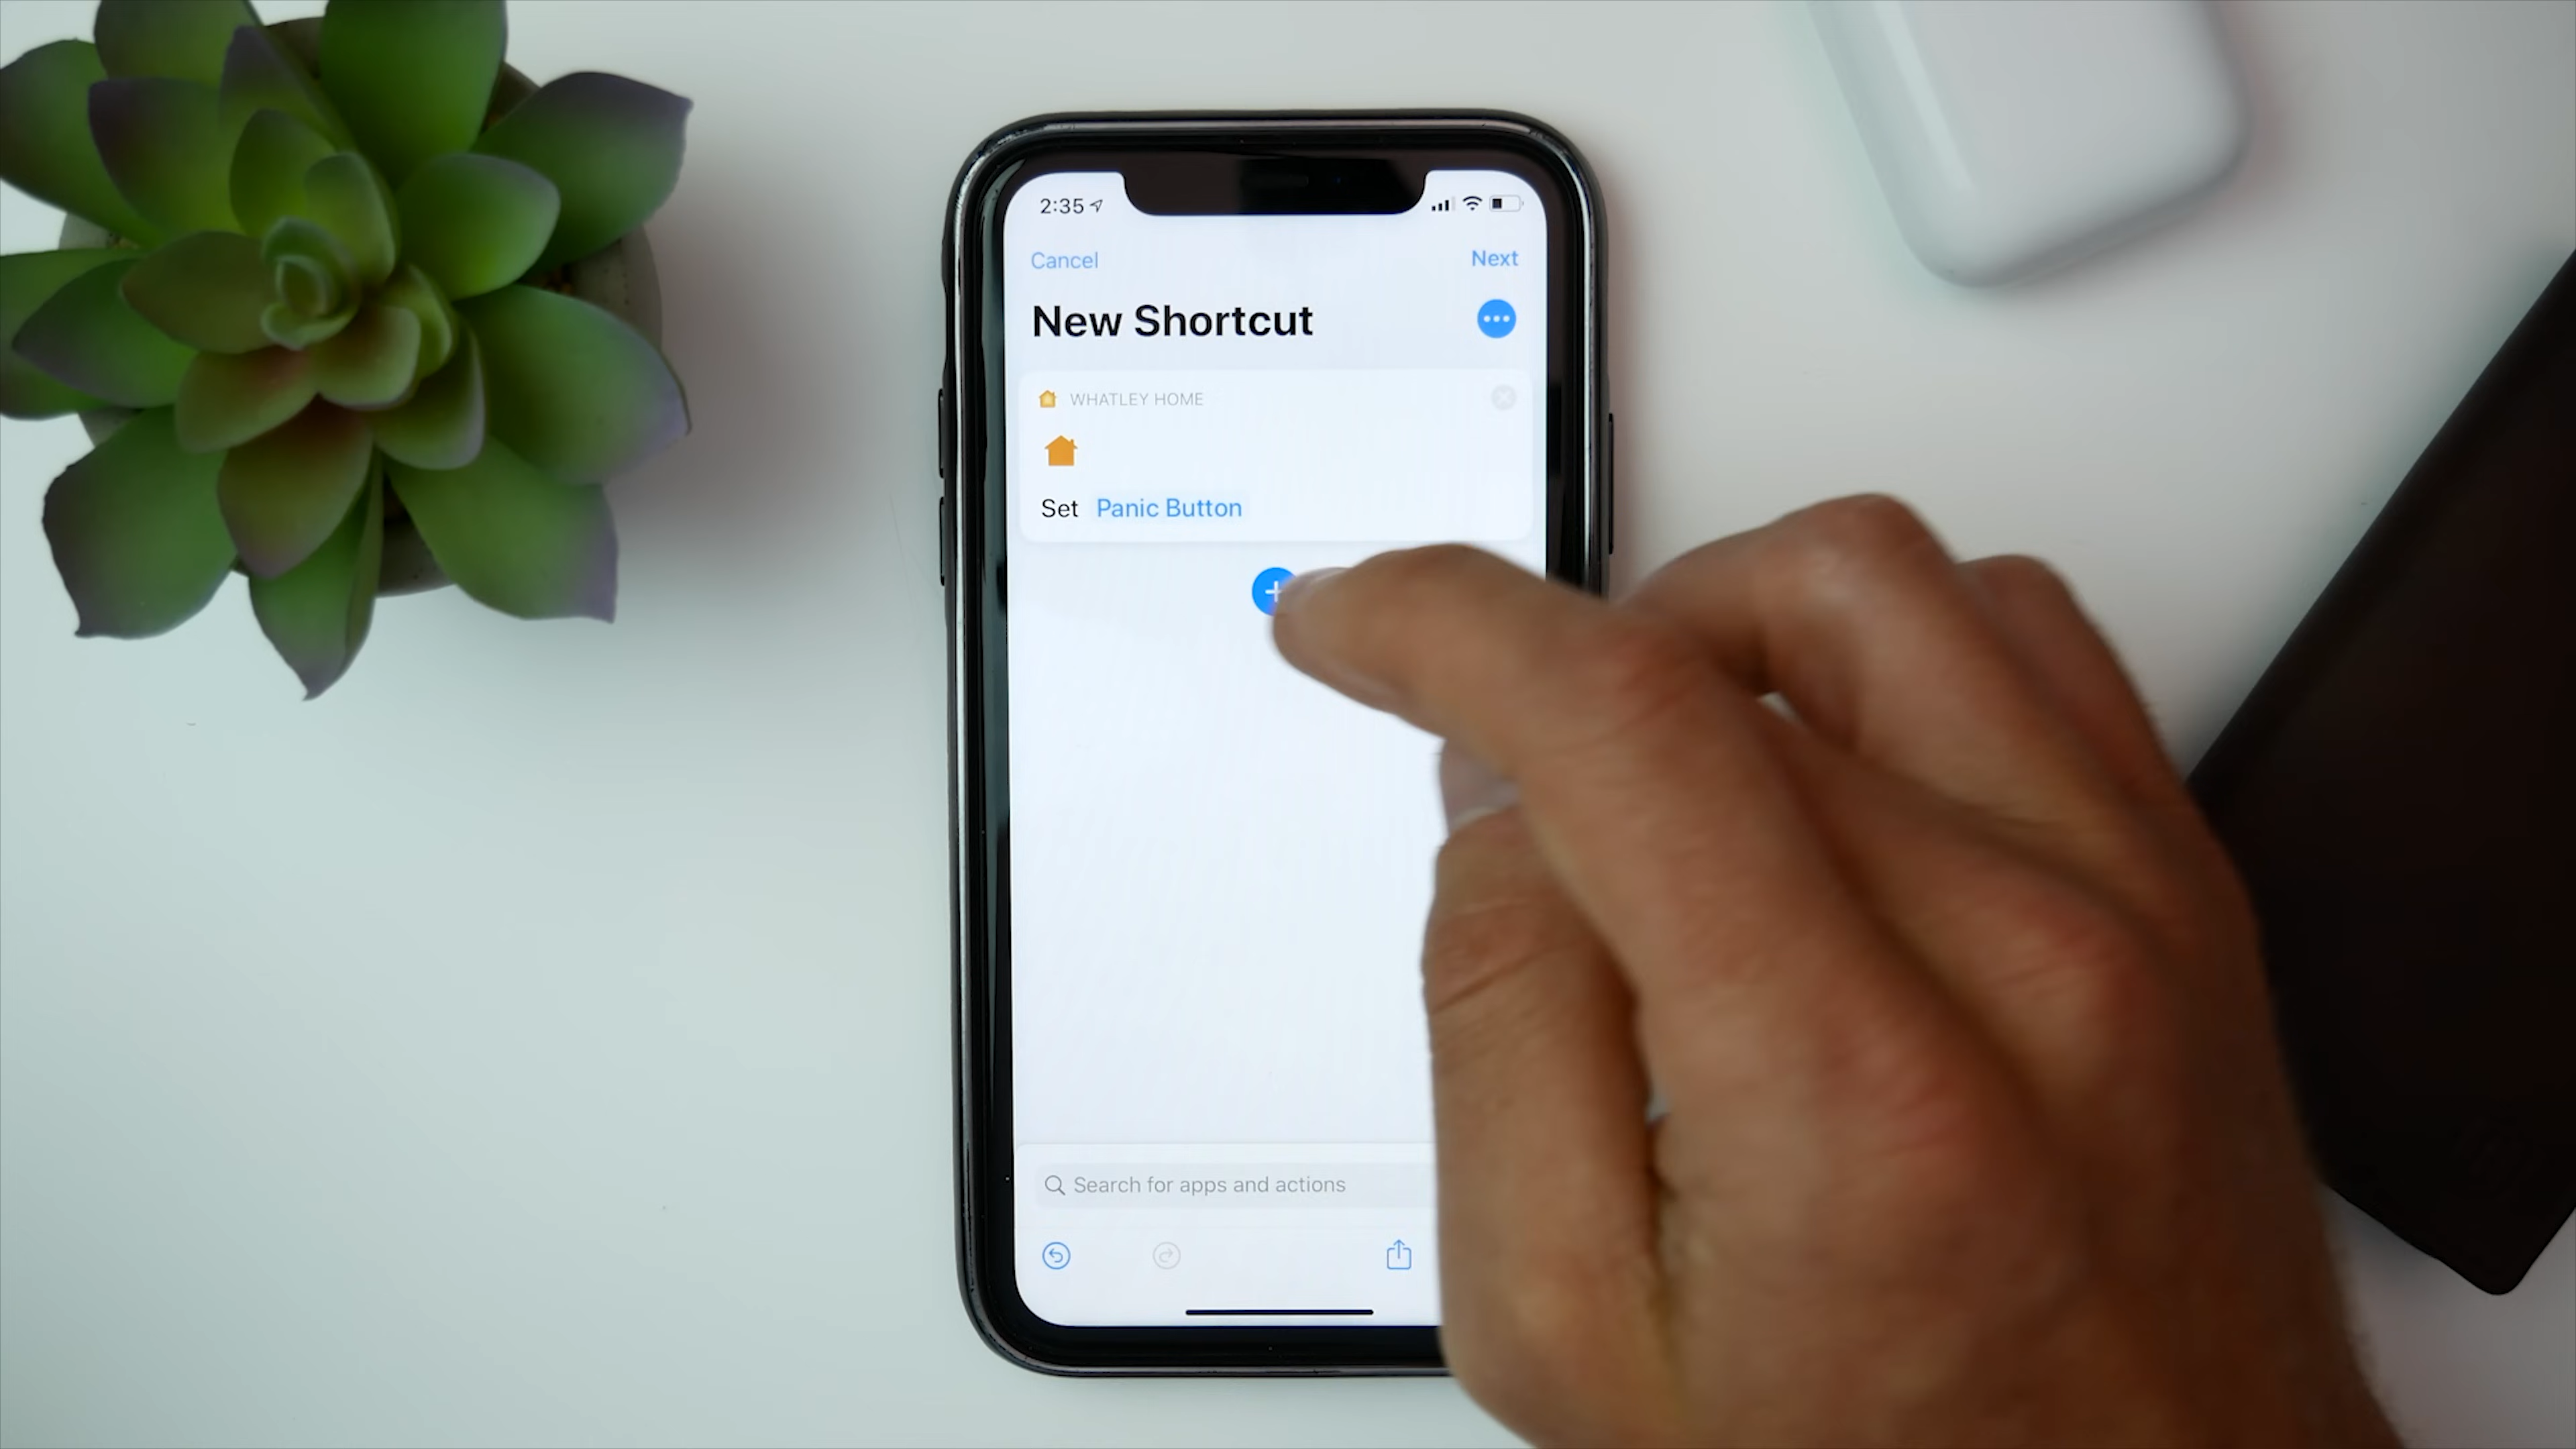 2:35
Cancel
Next
New Shortcut
WHATLEY HOME
Set Panic Button
Search for apps and actions